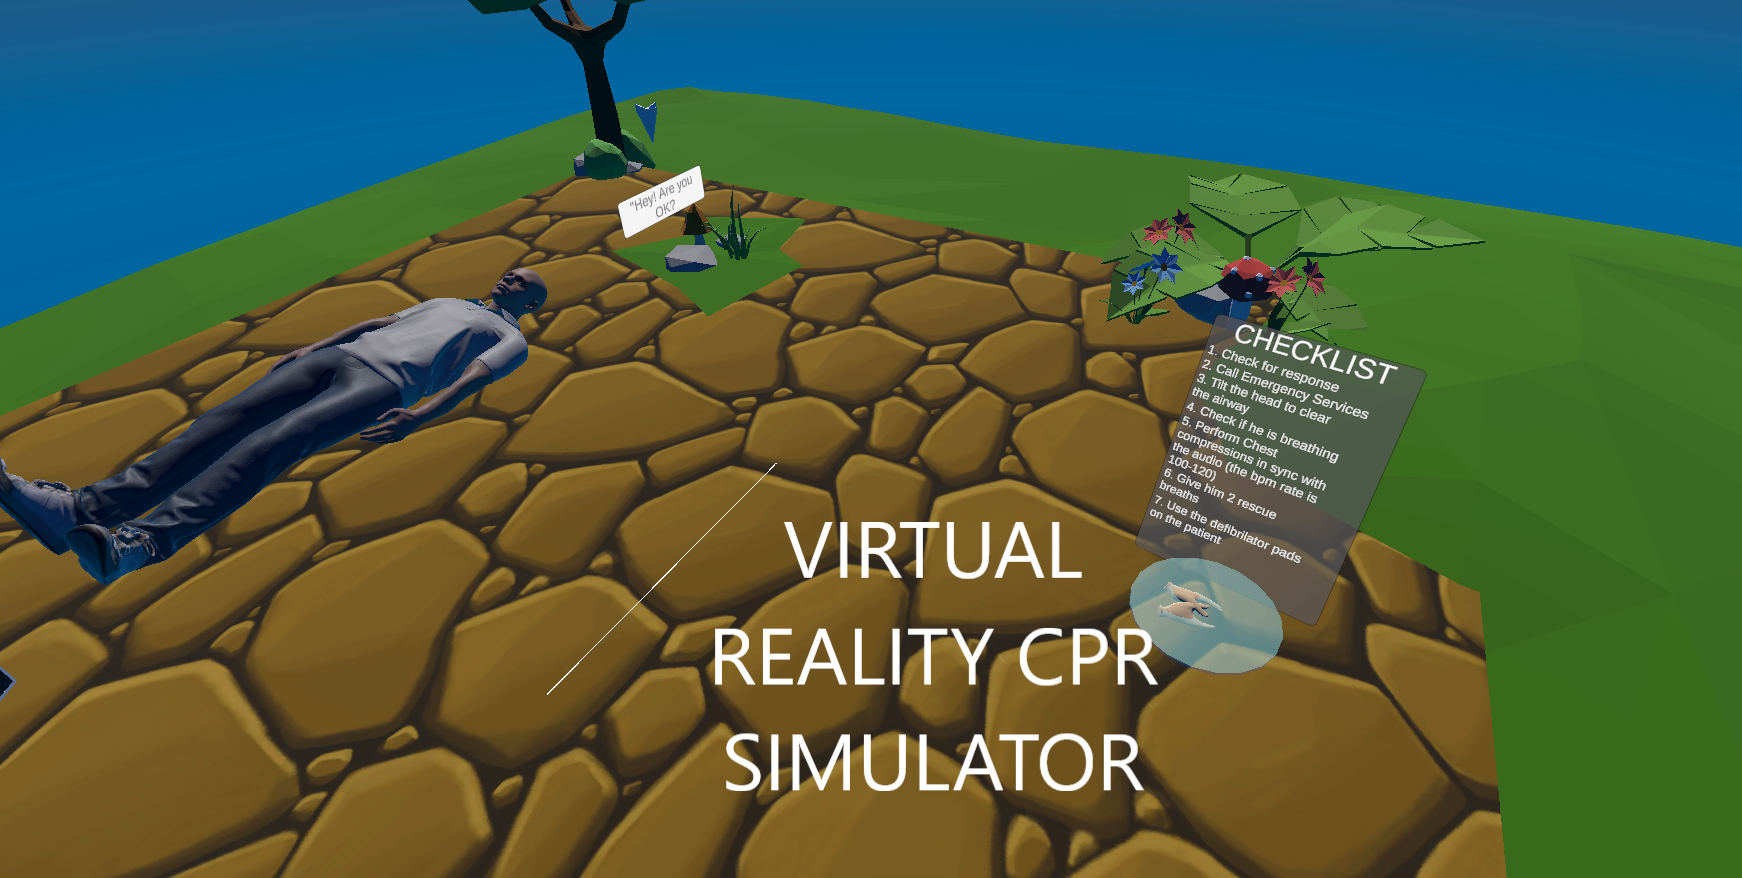 "Hey! Are you
OK?
CHECKLIST
1. Check for response
2. Call Emergency Services
3. Tilt the head to clear
the airway
4. Check if he is breathing
5. Perform Chest
compressions in sync with
the audio (the bpm rate is
100-120)
6. Give him 2 rescue
breaths
7. Use the defibrilator pads
on the patient
VIRTUAL
REALITY CPR
SIMULATOR